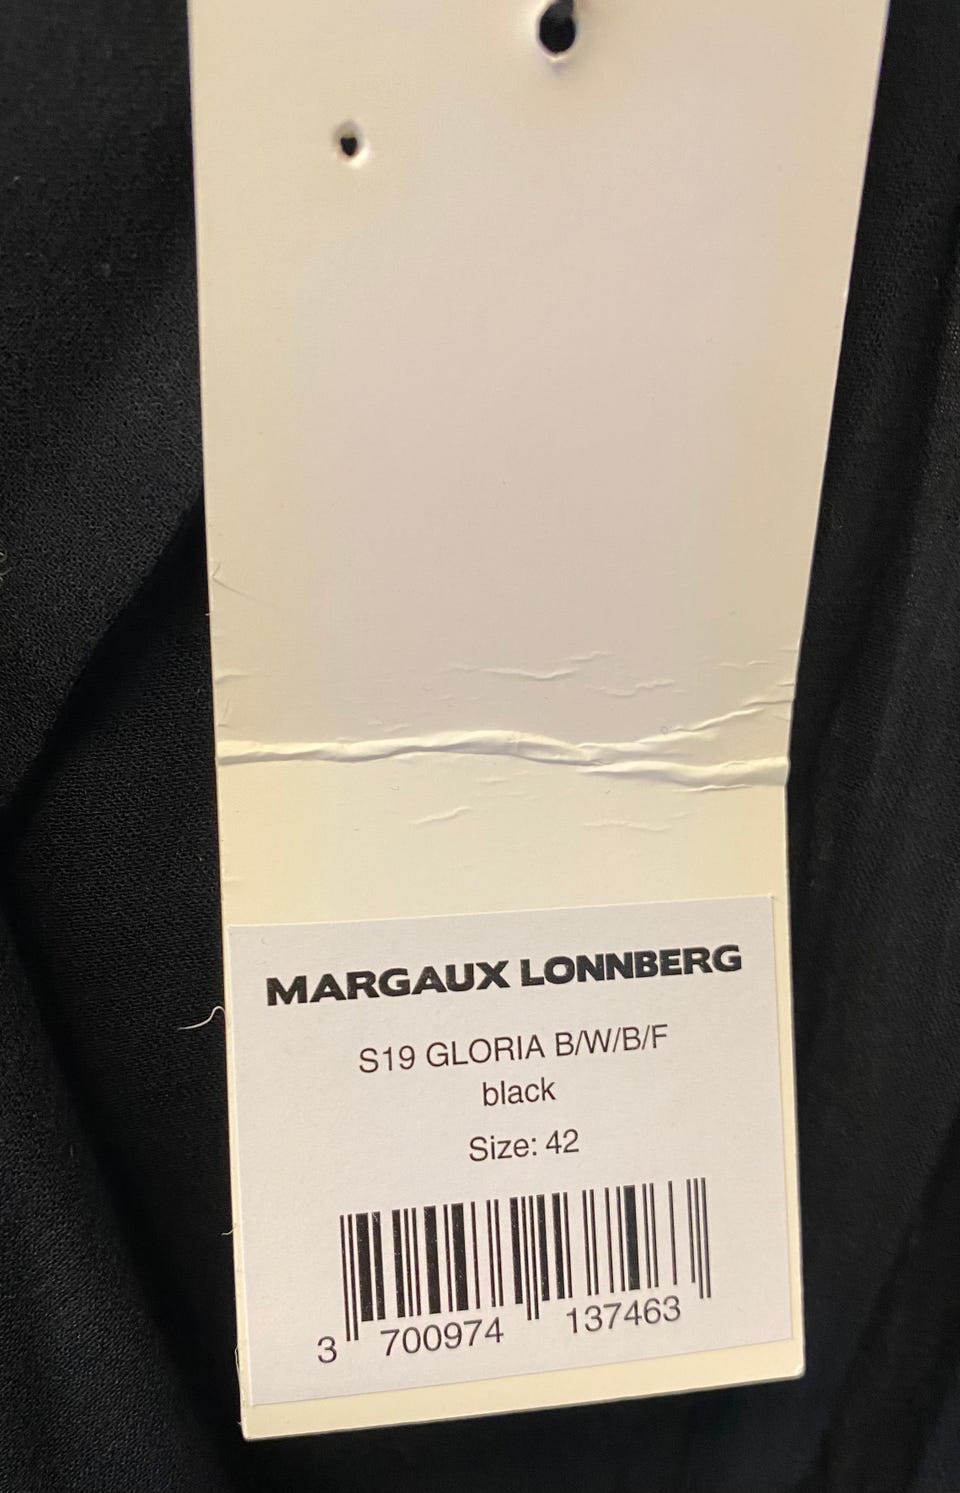 MARGAUX LONNBERG
S19 GLORIA B/W/B/F
black
Size: 42
3 700974 137463